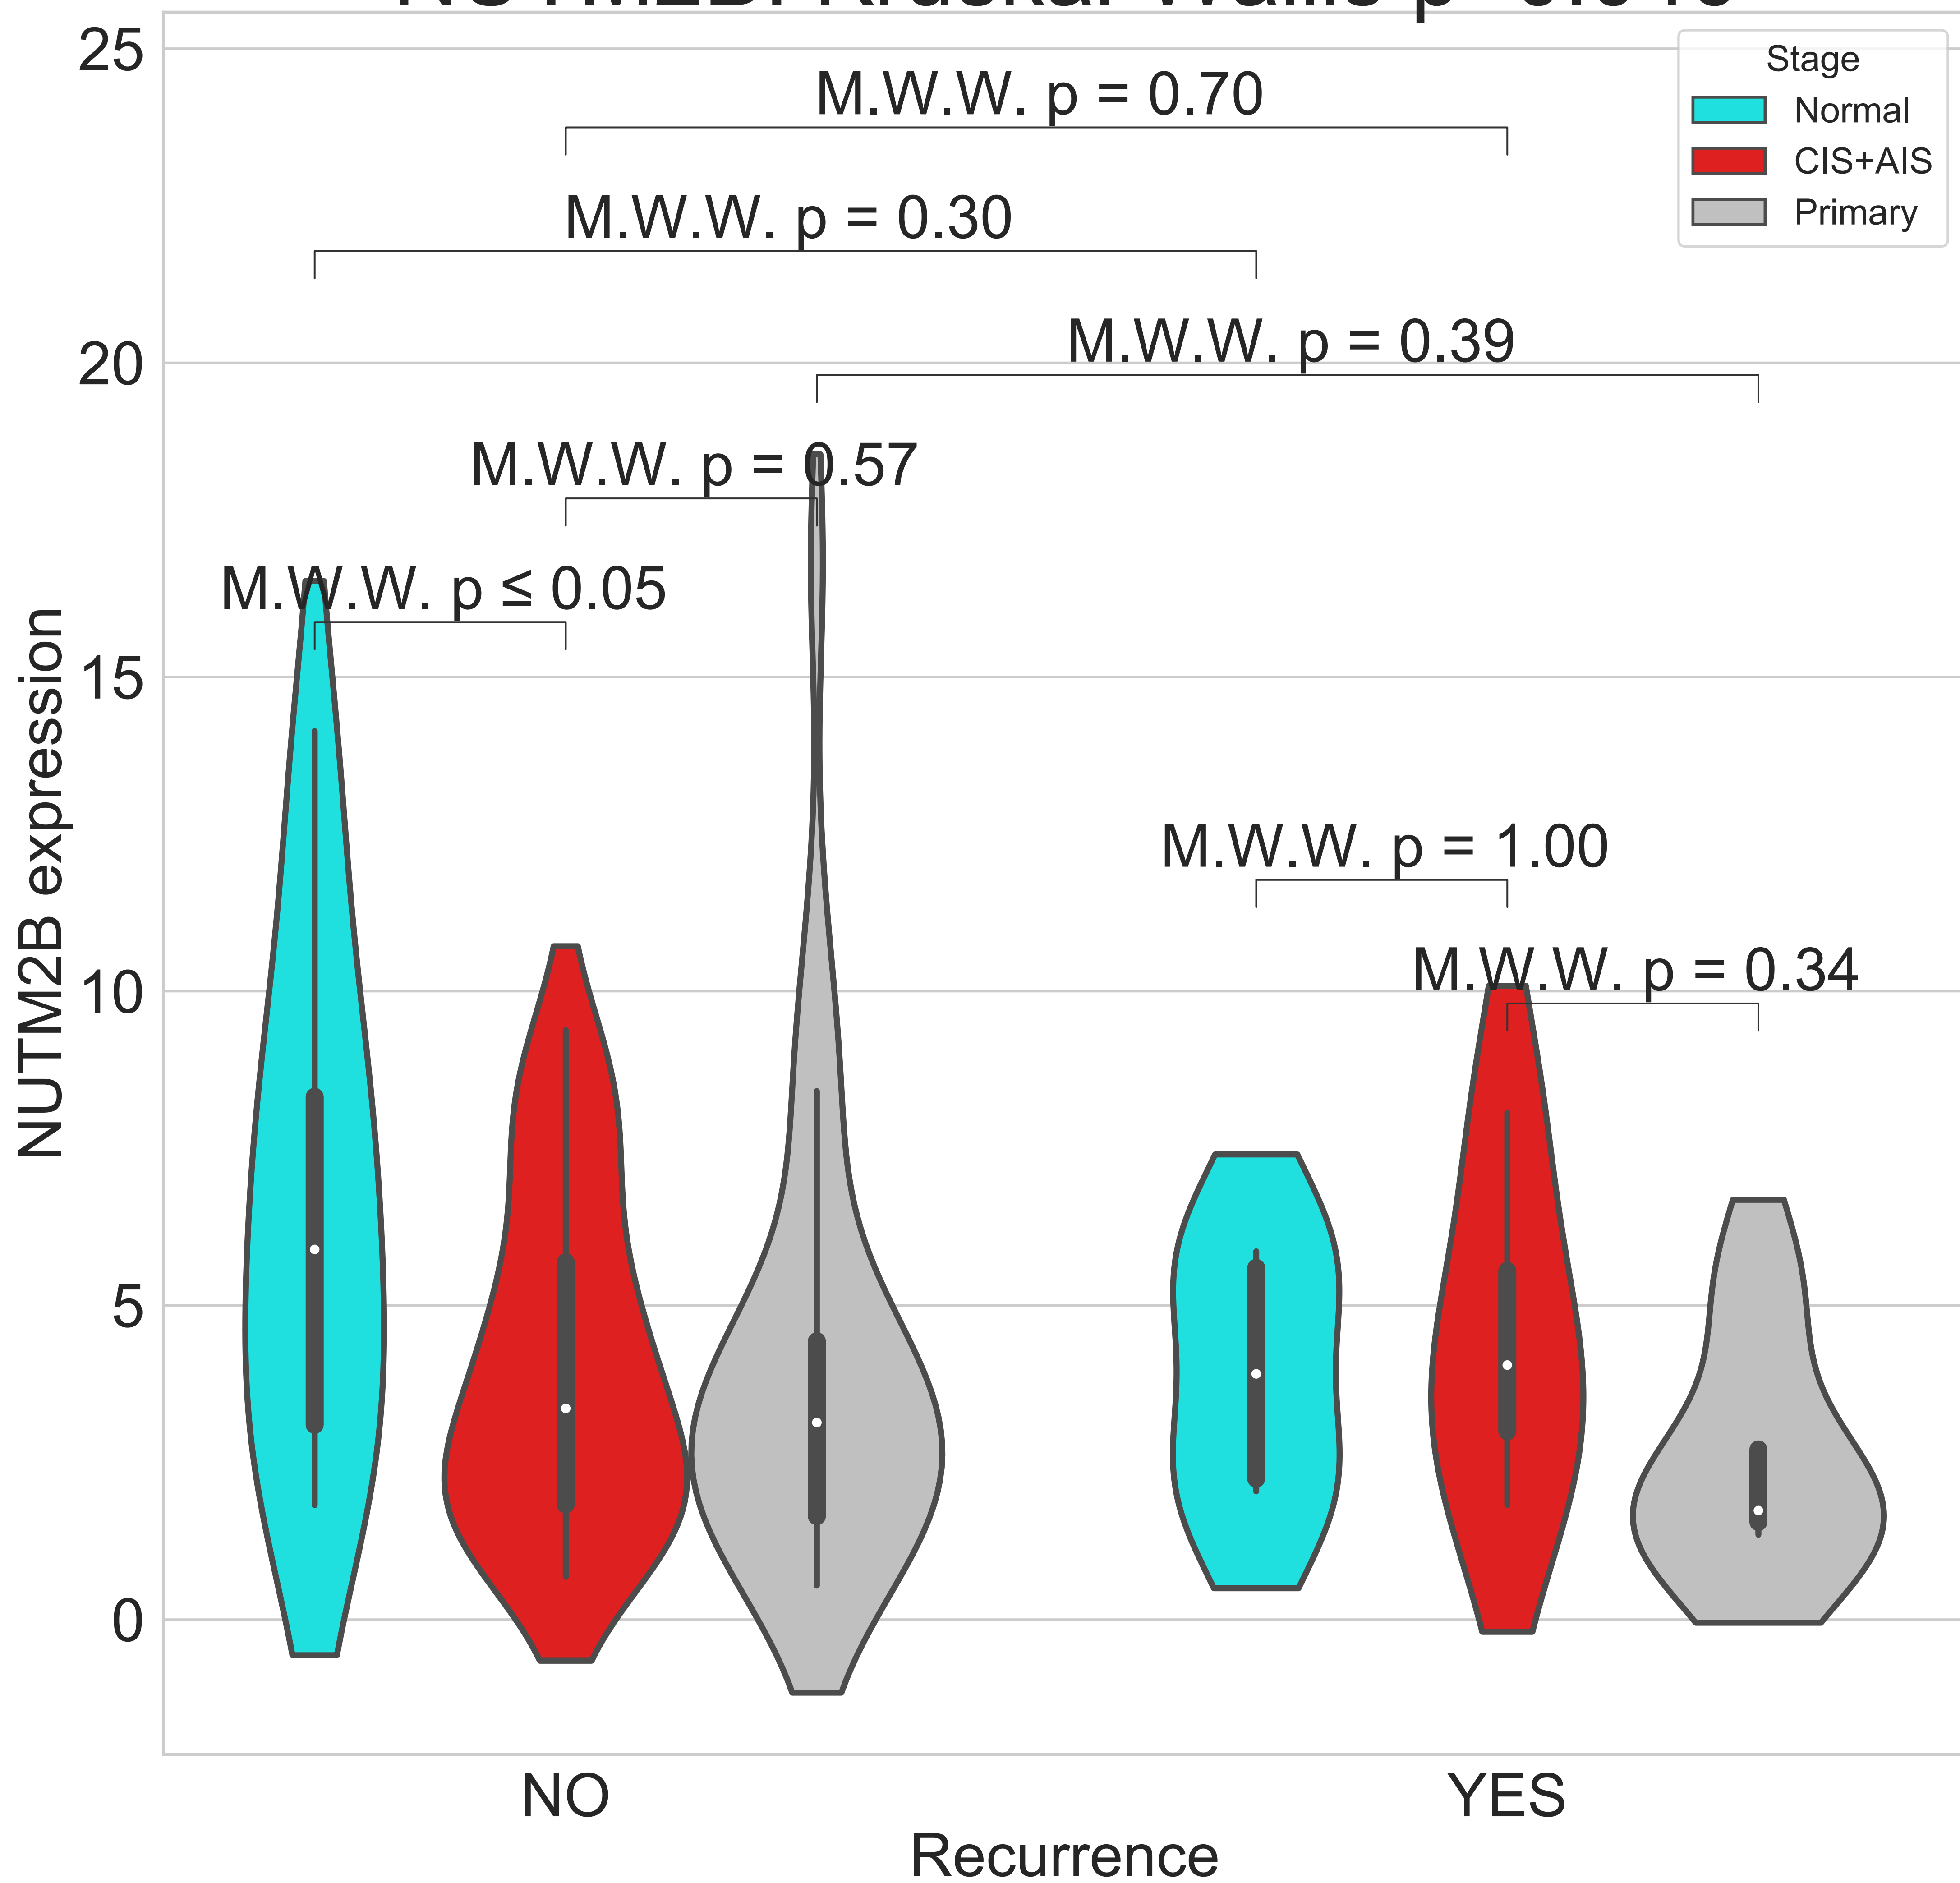 25
M.W.W. p = 0.70
Stage
Normal
CIS+AIS
Primary
M.W.W. p = 0.30
20
M.W.W. p = 0.39
M.W.W. p = 0.57
M.W.W. p ≤ 0.05
15
M.W.W. p = 1.00
10
M.W.W. p = 0.34
5
0
NUTM2B expression
NO
YES
Recurrence